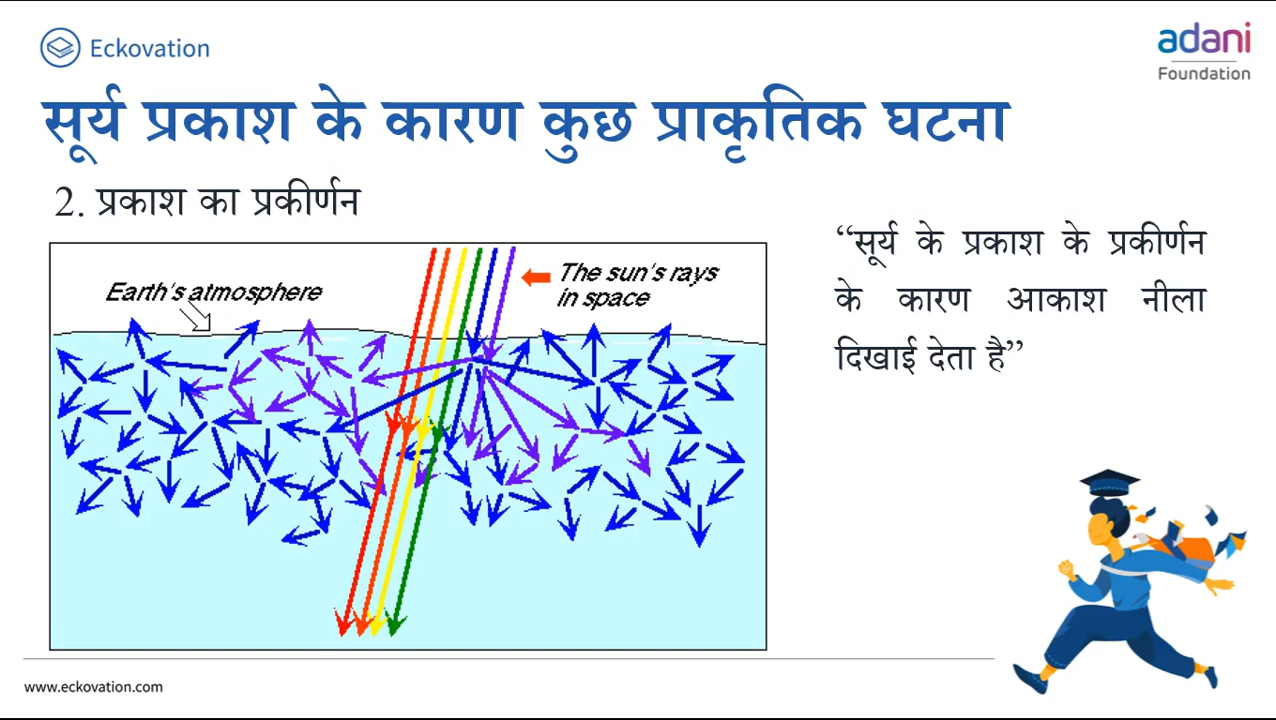 Eckovation
adani
Foundation
सूर्य प्रकाश के कारण कुछ प्राकृतिक घटना
2. प्रकाश का प्रकीर्णन
“सूर्य के प्रकाश के प्रकीर्णन
के कारण आकाश नीला
दिखाई देता है”
Earth's atmosphere
The sun's rays
in space
www.eckovation.com